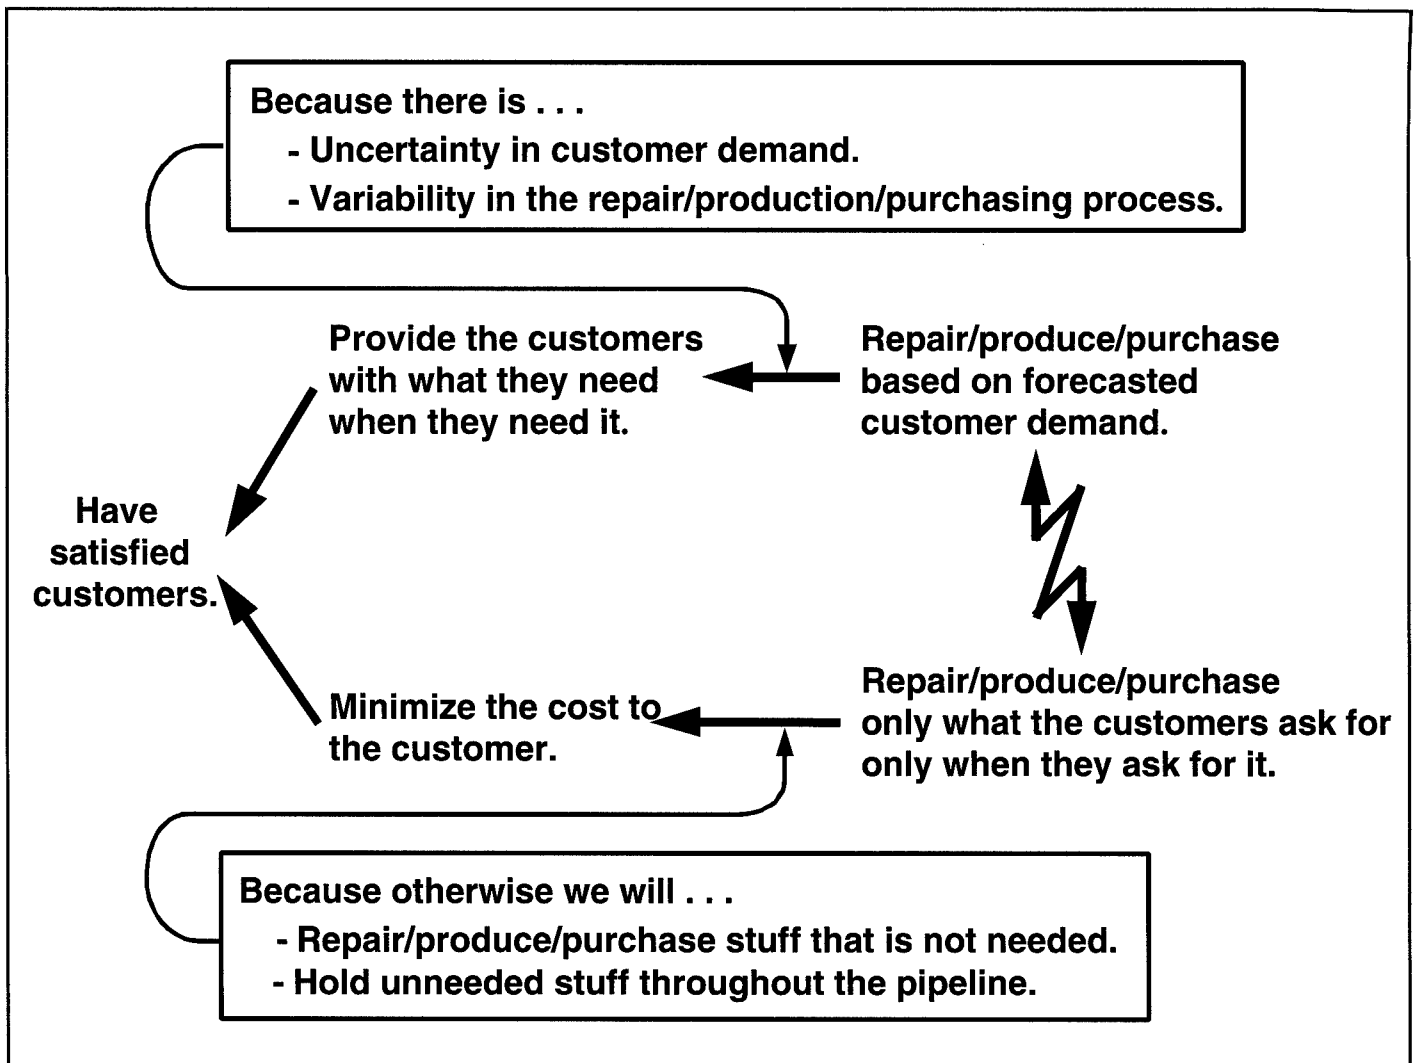 Because there is . . .
- Uncertainty in customer demand.
- Variability in the repair/production/purchasing process.
Provide the customers
with what they need
when they need it.
Repair/produce/purchase
based on forecasted
customer demand.
Have
satisfied
customers.
Minimize the cost to
the customer.
Repair/produce/purchase
only what the customers ask for
only when they ask for it.
Because otherwise we will . . .
- Repair/produce/purchase stuff that is not needed.
- Hold unneeded stuff throughout the pipeline.